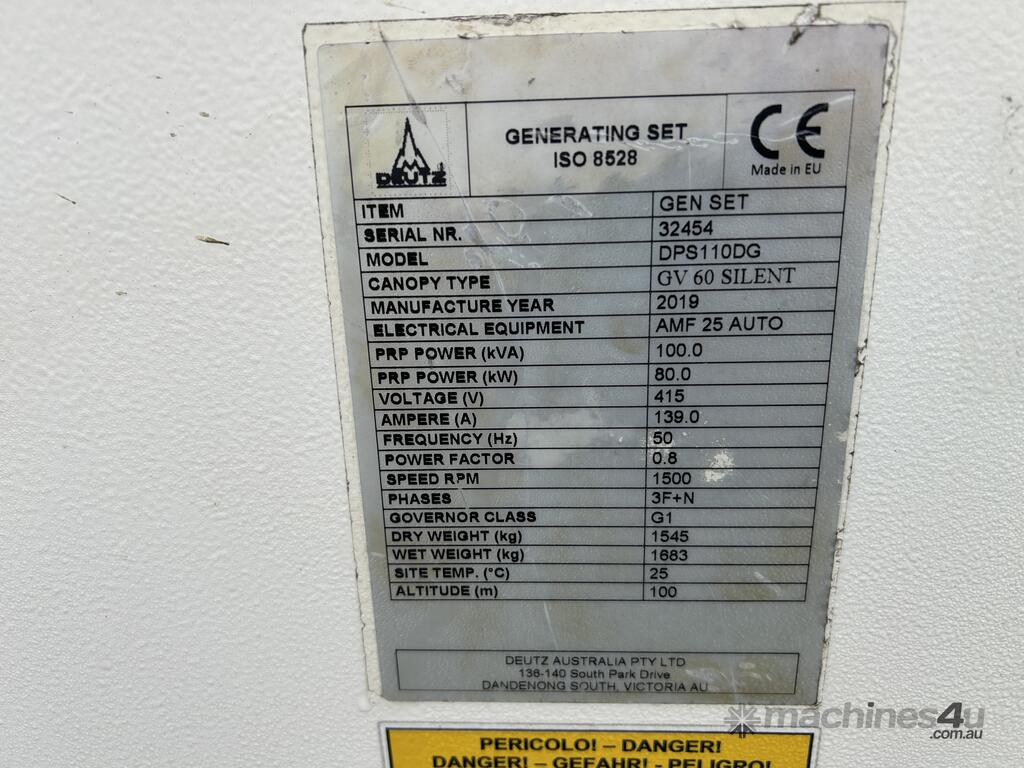 DEUTZ
GENERATING SET
ISO 8528
CE
Made in EU
ITEM GEN SET
SERIAL NR. 32454
MODEL DPS110DG
CANOPY TYPE GV 60 SILENT
MANUFACTURE YEAR 2019
ELECTRICAL EQUIPMENT AMF 25 AUTO
PRP POWER (kVA) 100.0
PRP POWER (kW) 80.0
VOLTAGE (V) 415
AMPERE (A) 139.0
FREQUENCY (Hz) 50
POWER FACTOR 0.8
SPEED RPM 1500
PHASES 3F+N
GOVERNOR CLASS G1
DRY WEIGHT (kg) 1545
WET WEIGHT (kg) 1683
SITE TEMP. (°C) 25
ALTITUDE (m) 100
DEUTZ AUSTRALIA PTY LTD
136-140 South Park Drive
DANDENONG SOUTH, VICTORIA AU
machines4u
.com.au
PERICOLO! – DANGER!
DANGER! – GEFAHR! - PELIGRO!